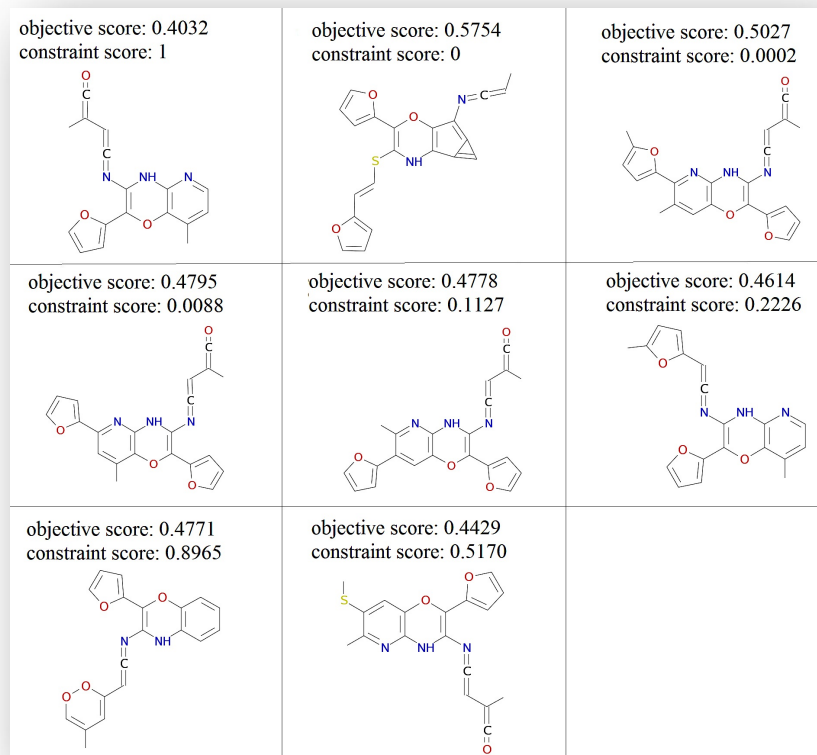 objective score: 0.4032
constraint score: 1
O
C
C
N
NH
N
O
O
objective score: 0.5754
constraint score: 0
N
C
O
O
S
NH
O
objective score: 0.5027
constraint score: 0.0002
O
C
C
O
N
NH
N
O
O
objective score: 0.4795
constraint score: 0.0088
O
C
C
N
NH
N
O
O
O
objective score: 0.4778
constraint score: 0.1127
O
C
C
N
NH
N
O
O
O
objective score: 0.4614
constraint score: 0.2226
O
C
N
NH
N
O
O
objective score: 0.4771
constraint score: 0.8965
O
O
N
NH
C
O
O
objective score: 0.4429
constraint score: 0.5170
O
S
O
N
NH
N
C
C
O